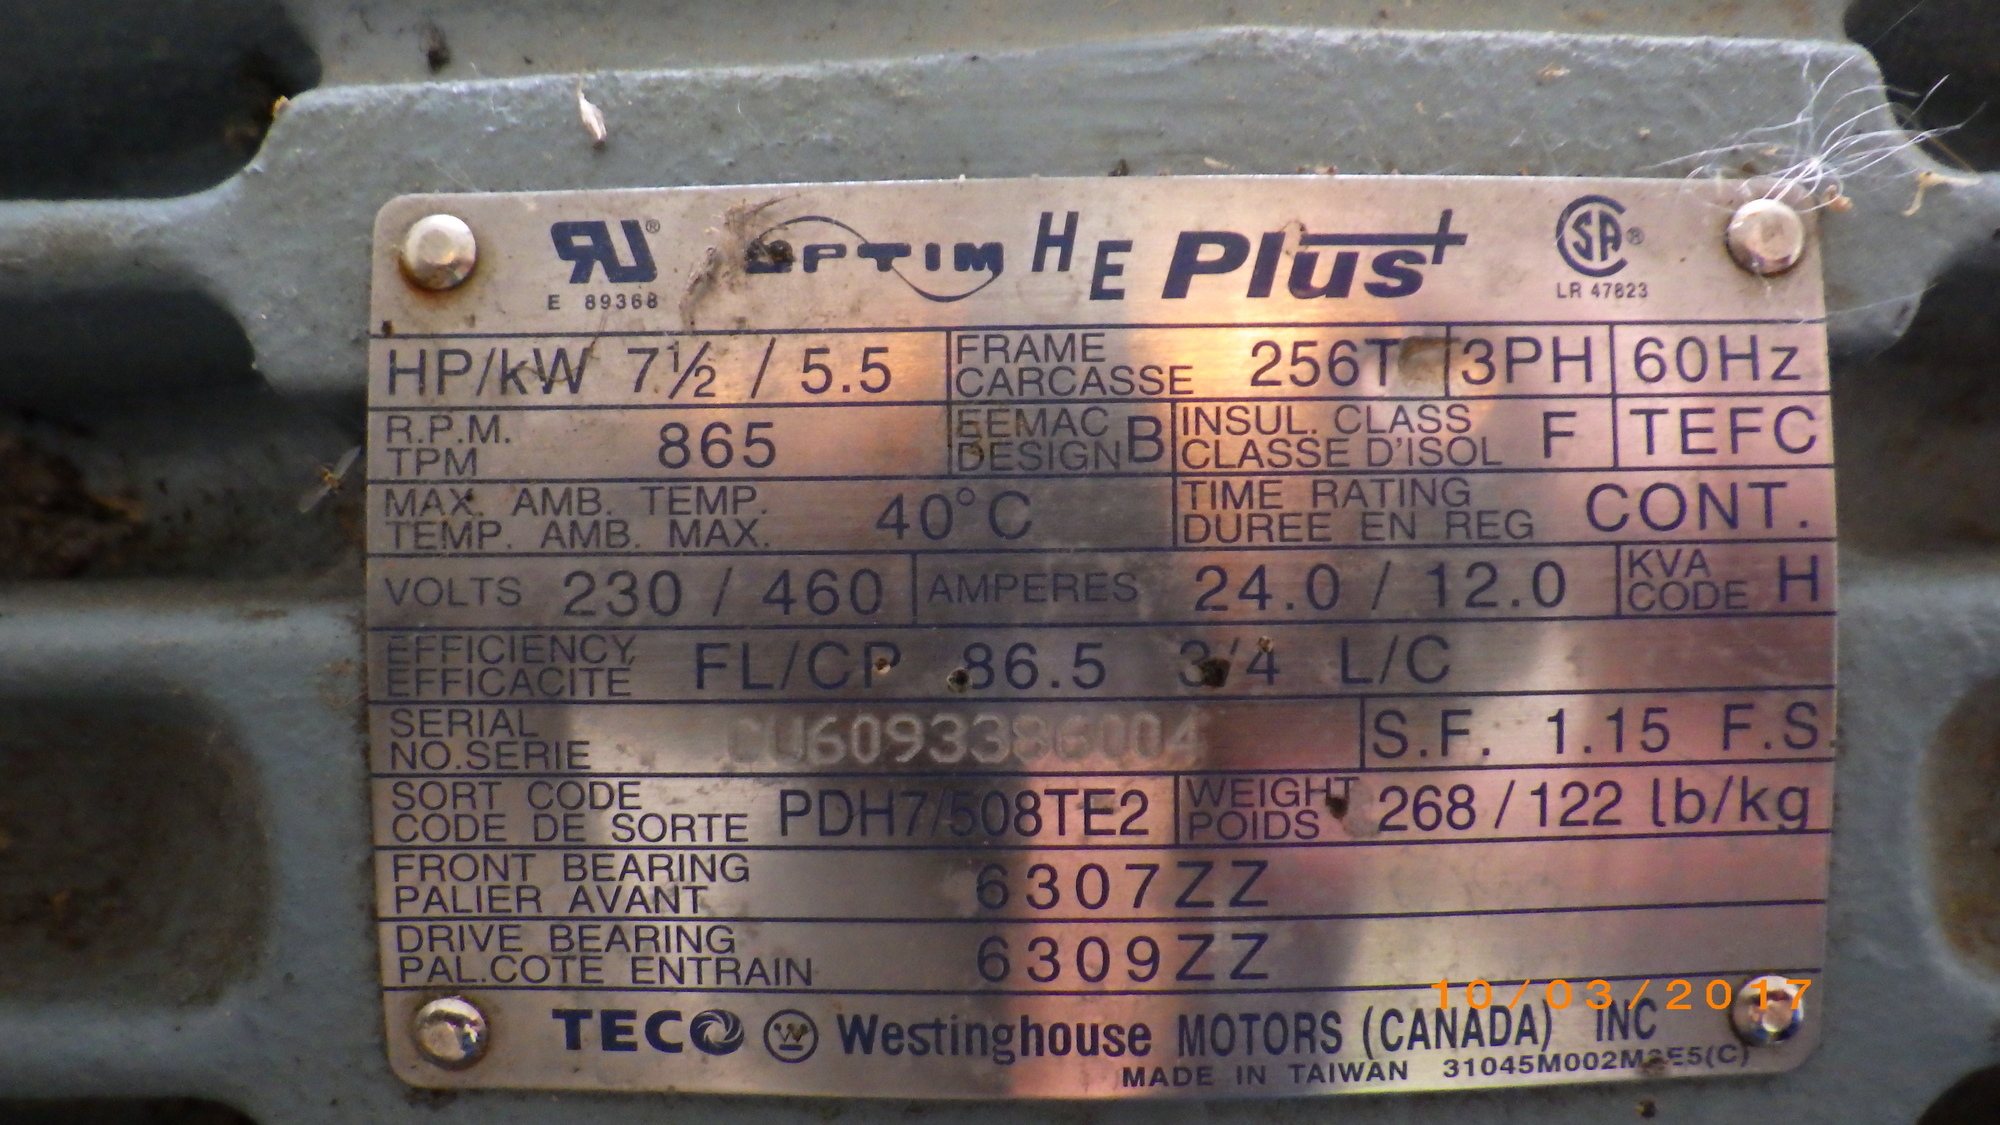 RU®
E 89368
OPTIM HE Plus+
CSA®
LR 47823
HP/kW 7½ / 5.5
FRAME
CARCASSE 256T
3PH
60Hz
R.P.M.
TPM 865
EEMAC
DESIGN B
INSUL. CLASS
CLASSE D'ISOL F
TEFC
MAX. AMB. TEMP.
TEMP. AMB. MAX. 40°C
TIME RATING
DUREE EN REG CONT.
VOLTS 230 / 460
AMPERES 24.0 / 12.0
KVA
CODE H
EFFICIENCY
EFFICACITE FL/CP 86.5 3/4 L/C
SERIAL
NO.SERIE
S.F. 1.15 F.S.
SORT CODE
CODE DE SORTE PDH7/508TE2
WEIGHT
POIDS 268 / 122 lb/kg
FRONT BEARING
PALIER AVANT 6307ZZ
DRIVE BEARING
PAL.COTE ENTRAIN 6309ZZ
10/03/2017
TECO W Westinghouse MOTORS (CANADA) INC
MADE IN TAIWAN